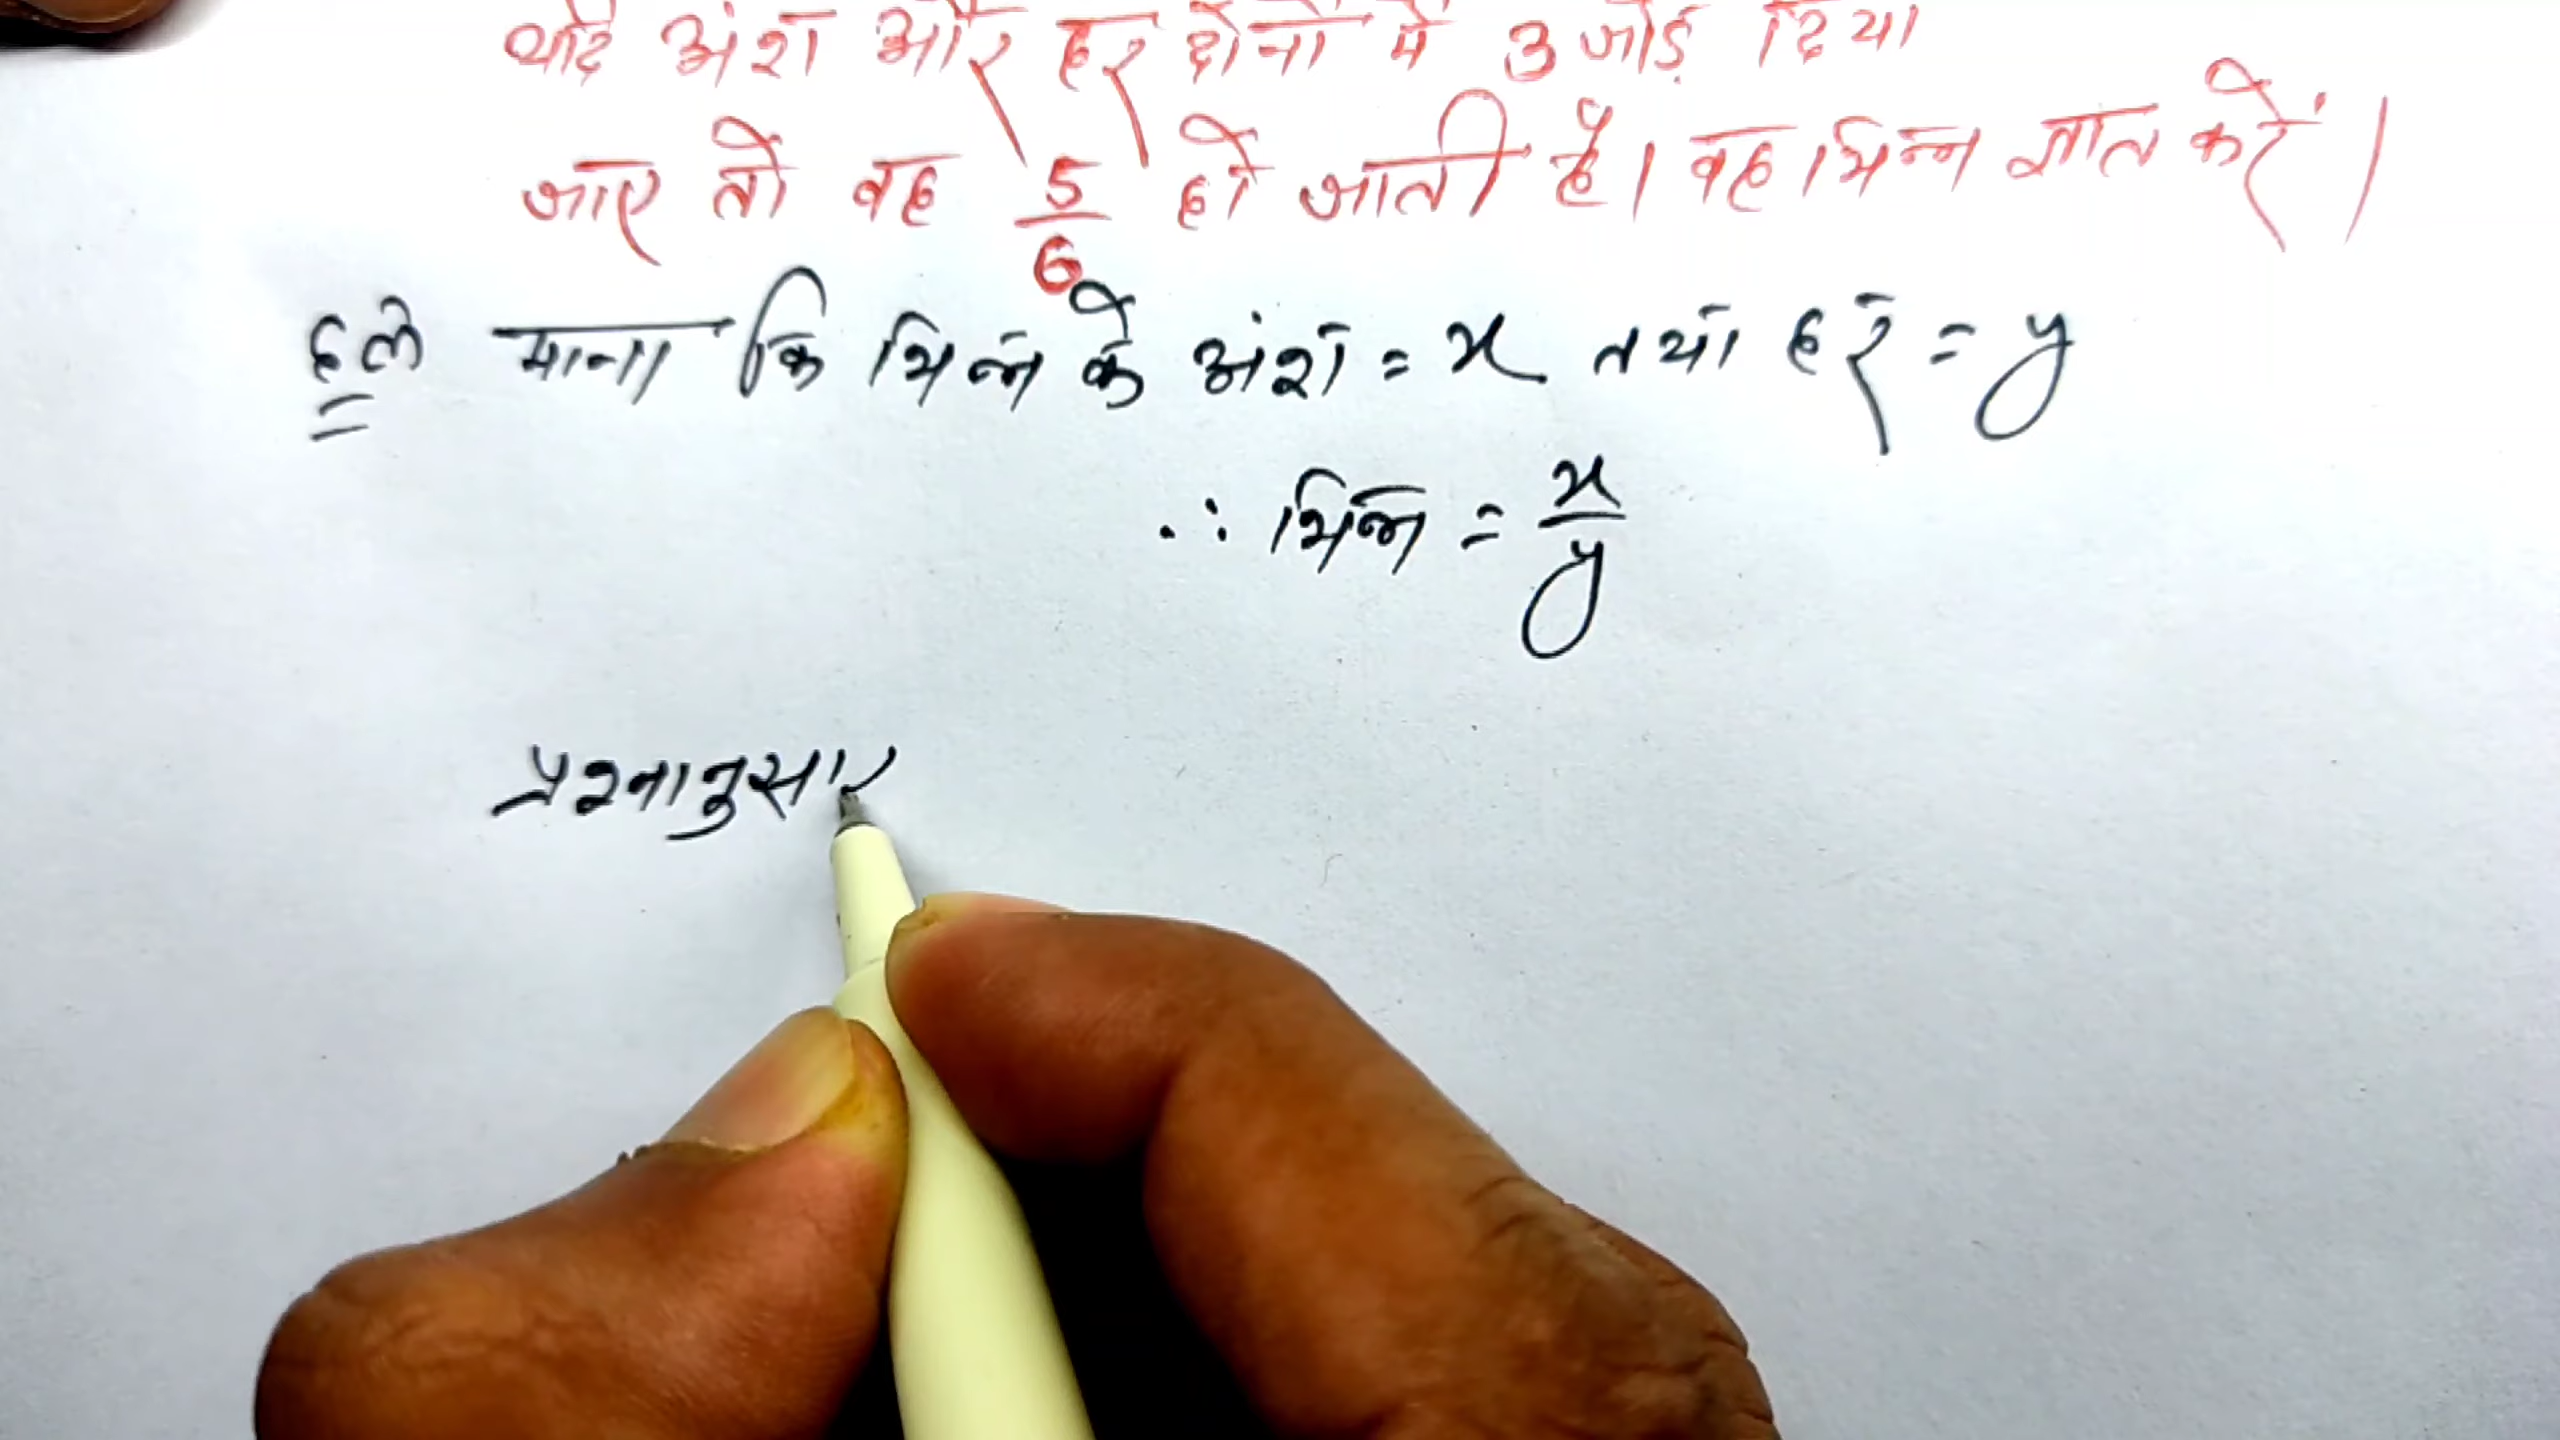 यदि अंश और हर दोनों में 3 जोड़ दिया
जाए तो वह 5/6 हो जाती है। वह भिन्न ज्ञात करें।
हल माना कि भिन्न के अंश = x तथा हर = y
∴ भिन्न = x/y
प्रश्नानुसार